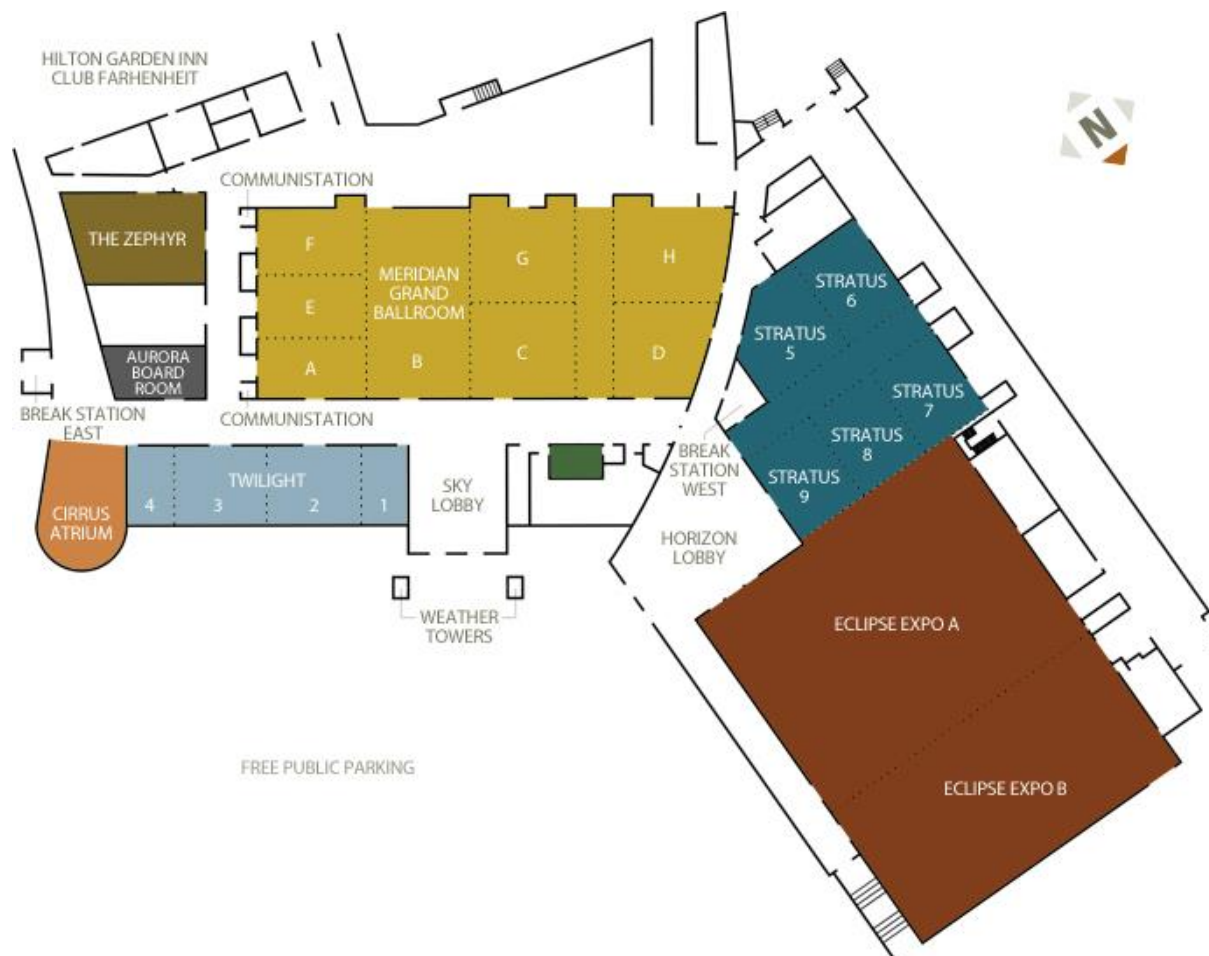 HILTON GARDEN INN
CLUB FARHENHEIT
N
COMMUNISTATION
THE ZEPHYR
F
G
H
E
MERIDIAN
GRAND
BALLROOM
A
B
C
D
STRATUS
6
STRATUS
5
STRATUS
7
STRATUS
8
STRATUS
9
AURORA
BOARD
ROOM
BREAK STATION
EAST
COMMUNISTATION
BREAK
STATION
WEST
TWILIGHT
4
3
2
1
SKY
LOBBY
CIRRUS
ATRIUM
HORIZON
LOBBY
WEATHER
TOWERS
ECLIPSE EXPO A
FREE PUBLIC PARKING
ECLIPSE EXPO B